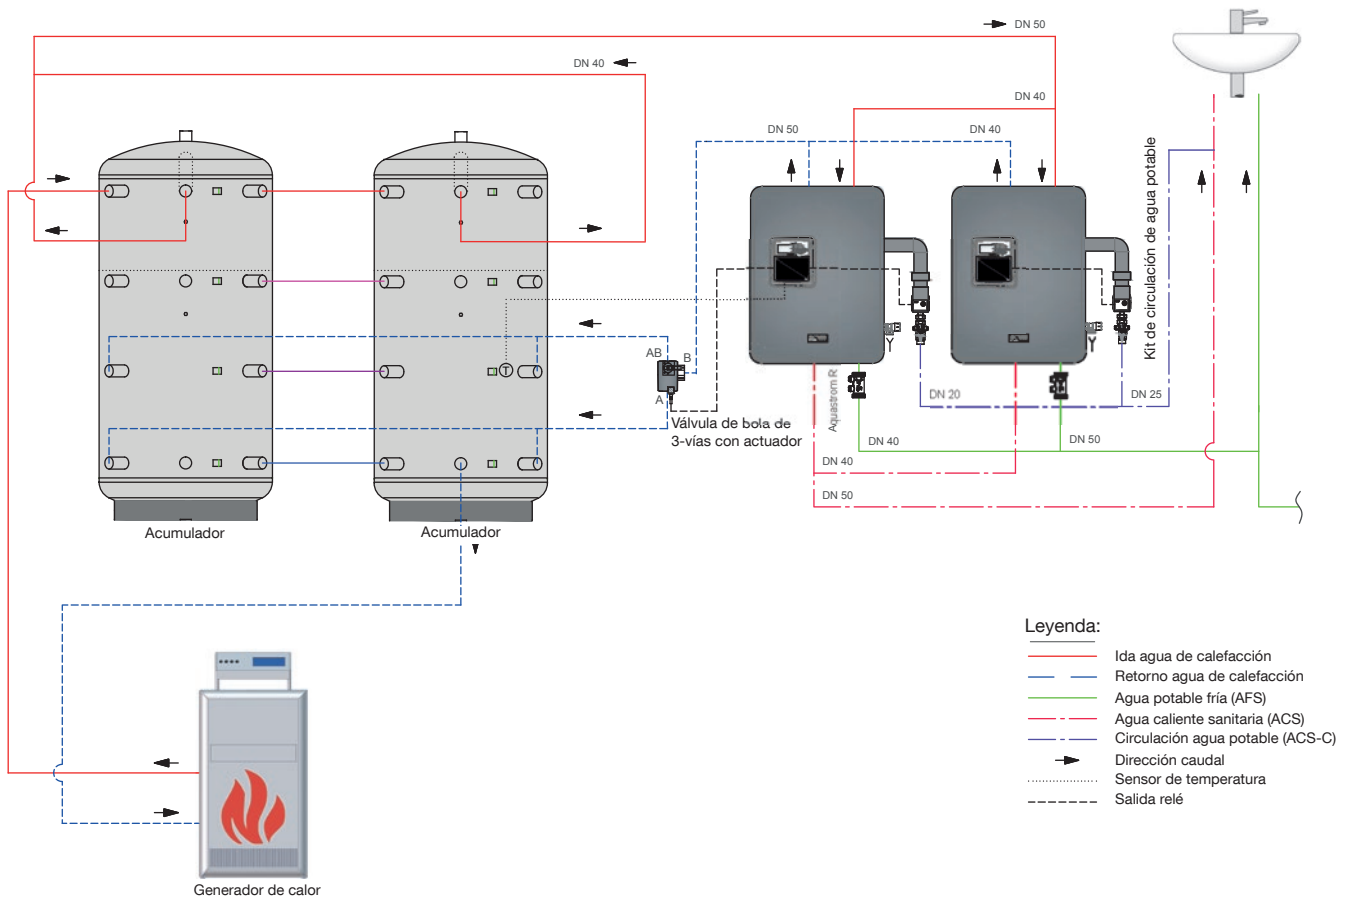 DN 50
DN 40
DN 40
DN 50
DN 40
Kit de circulación de agua potable
AB
B
A
Válvula de bola de
3-vías con actuador
Aquastrom R
DN 20
DN 25
DN 40
DN 50
DN 40
DN 50
T
Acumulador
Acumulador
Generador de calor
Leyenda:
Ida agua de calefacción
Retorno agua de calefacción
Agua potable fría (AFS)
Agua caliente sanitaria (ACS)
Circulación agua potable (ACS-C)
Dirección caudal
Sensor de temperatura
Salida relé